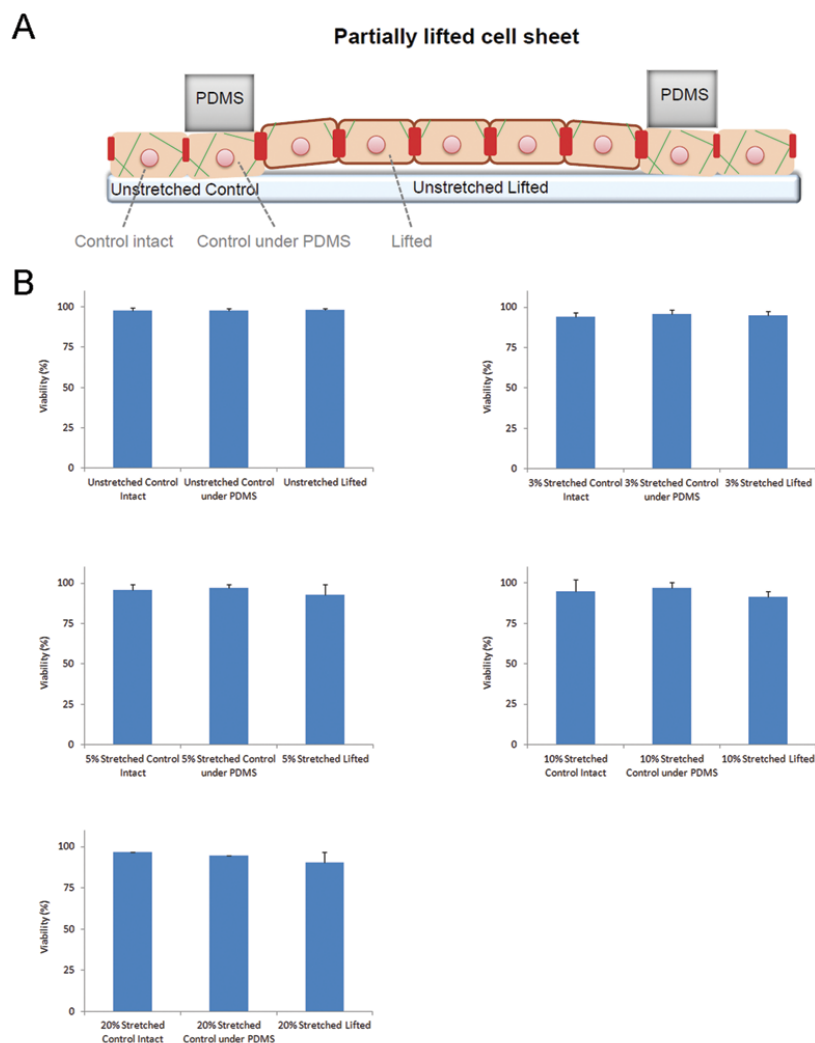 A
Partially lifted cell sheet
PDMS
PDMS
Unstretched Control
Unstretched Lifted
Control intact
Control under PDMS
Lifted
B
100
75
50
25
0
Viability (%)
Unstretched Control
Intact
Unstretched Control
under PDMS
Unstretched Lifted
100
75
50
25
0
Viability (%)
3% Stretched Control
Intact
3% Stretched Control
under PDMS
3% Stretched Lifted
100
75
50
25
0
Viability (%)
5% Stretched Control
Intact
5% Stretched Control
under PDMS
5% Stretched Lifted
100
75
50
25
0
Viability (%)
10% Stretched
Control Intact
10% Stretched
Control under PDMS
10% Stretched Lifted
100
75
50
25
0
Viability (%)
20% Stretched
Control Intact
20% Stretched
Control under PDMS
20% Stretched Lifted